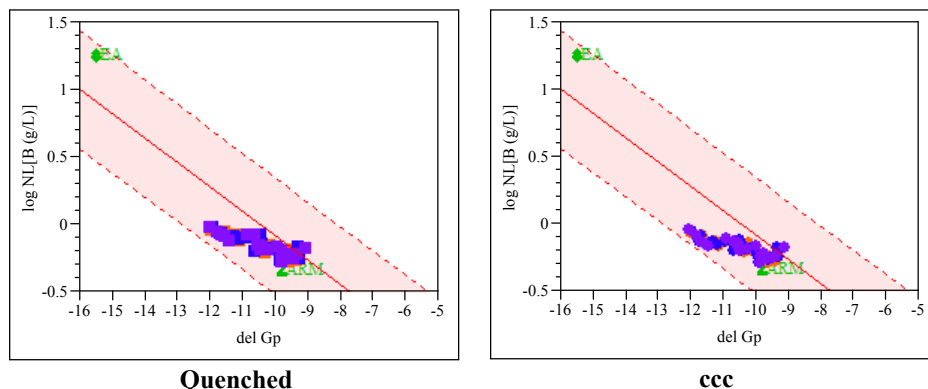 1.5
1
0.5
0
-0.5
log NL[B (g/L)]
EA
ARM
-16 -15 -14 -13 -12 -11 -10 -9 -8 -7 -6 -5
del Gp
Quenched
1.5
1
0.5
0
-0.5
log NL[B (g/L)]
EA
ARM
-16 -15 -14 -13 -12 -11 -10 -9 -8 -7 -6 -5
del Gp
ccc